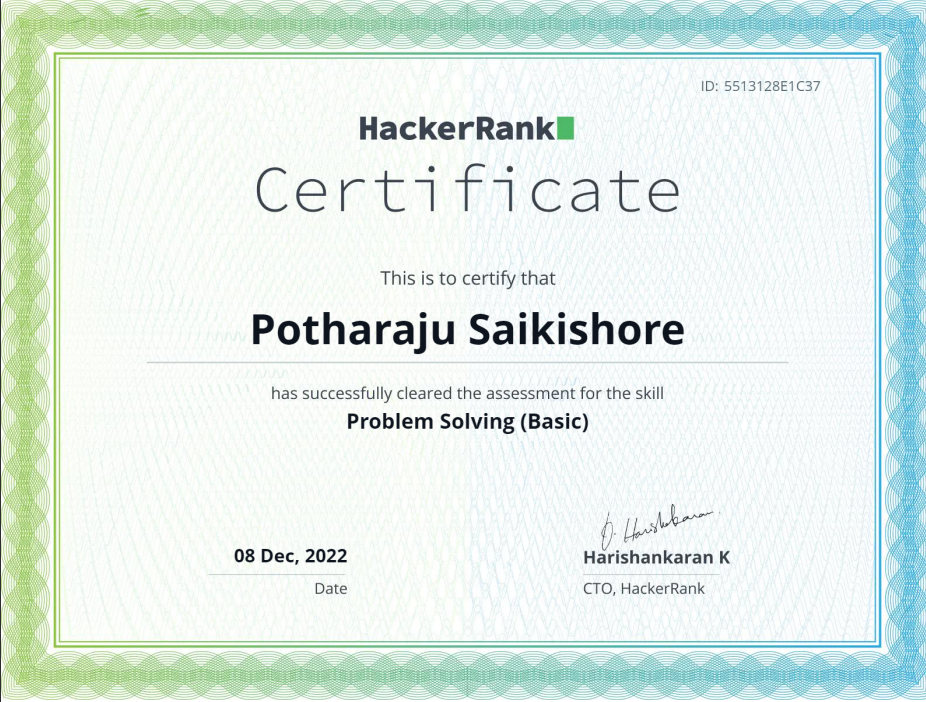 ID: 5513128E1C37
HackerRank
Certificate
This is to certify that
Potharaju Saikishore
has successfully cleared the assessment for the skill
Problem Solving (Basic)
08 Dec, 2022
Date
Harishankaran K
CTO, HackerRank